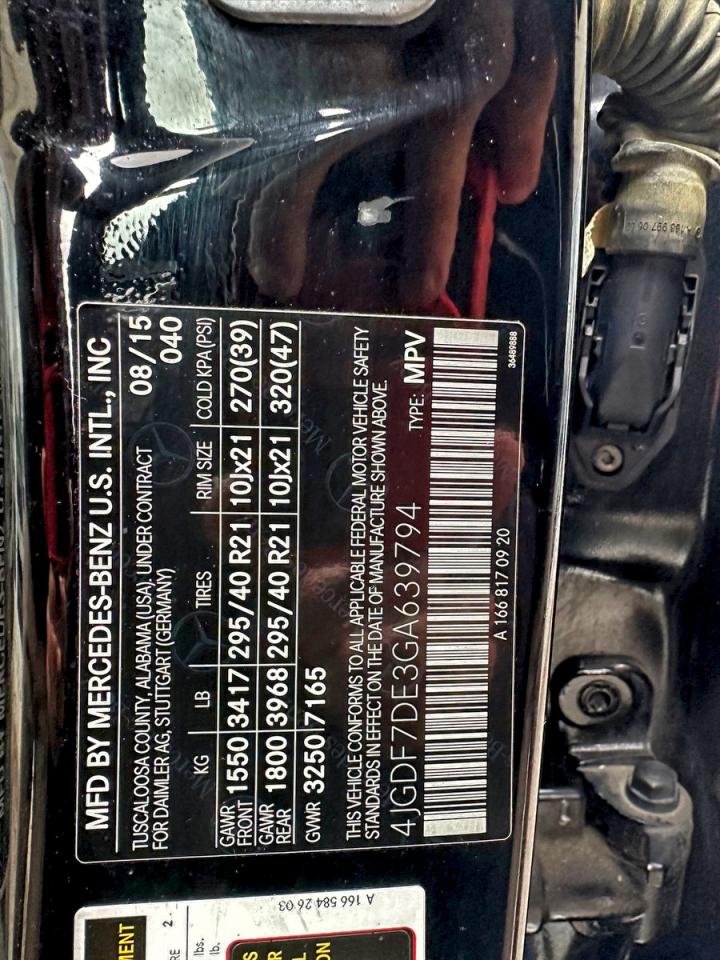 MFD BY MERCEDES-BENZ U.S. INTL., INC
TUSCALOOSA COUNTY, ALABAMA (USA). UNDER CONTRACT
FOR DAIMLER AG, STUTTGART (GERMANY)
08/15
040
KG LB TIRES RIM SIZE COLD KPA(PSI)
GAWR FRONT 1550 3417 295/40 R21 10Jx21 270(39)
GAWR REAR 1800 3968 295/40 R21 10Jx21 320(47)
GVWR 3250 7165
THIS VEHICLE CONFORMS TO ALL APPLICABLE FEDERAL MOTOR VEHICLE SAFETY
STANDARDS IN EFFECT ON THE DATE OF MANUFACTURE SHOWN ABOVE.
4JGDF7DE3GA639794 TYPE: MPV
A 166 817 09 20
36489888
A 166 584 26 03
lbs.
lb.